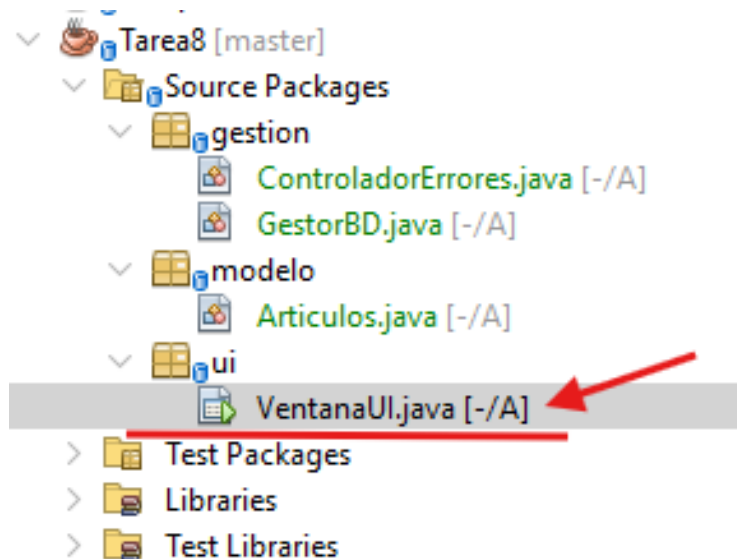 Tarea8 [master]
Source Packages
gestion
ControladorErrores.java [-/A]
GestorBD.java [-/A]
modelo
Articulos.java [-/A]
ui
VentanaUI.java [-/A]
Test Packages
Libraries
Test Libraries